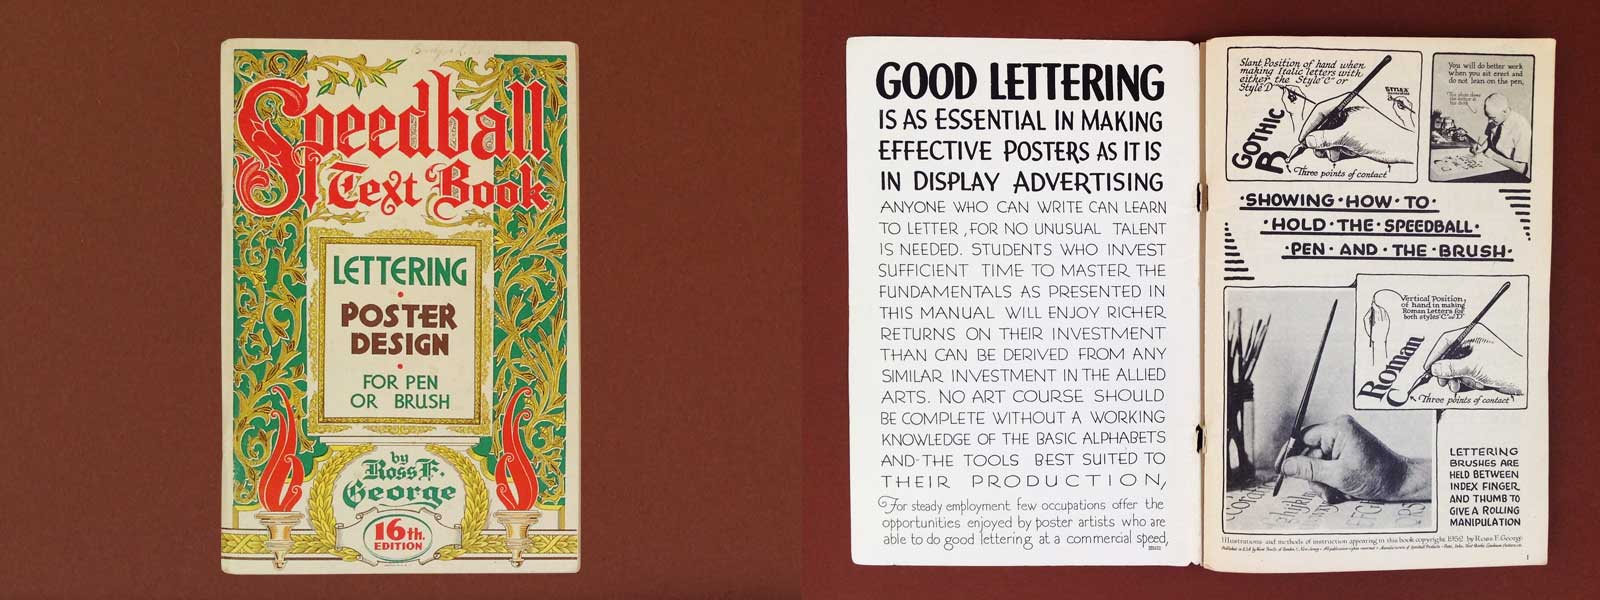 Speedball
Text Book
LETTERING
POSTER
DESIGN
FOR PEN
OR BRUSH
by
Ross F.
George
16th.
EDITION
GOOD LETTERING
IS AS ESSENTIAL IN MAKING
EFFECTIVE POSTERS AS IT IS
IN DISPLAY ADVERTISING
ANYONE WHO CAN WRITE CAN LEARN
TO LETTER, FOR NO UNUSUAL TALENT
IS NEEDED. STUDENTS WHO INVEST
SUFFICIENT TIME TO MASTER THE
FUNDAMENTALS AS PRESENTED IN
THIS MANUAL WILL ENJOY RICHER
RETURNS ON THEIR INVESTMENT
THAN CAN BE DERIVED FROM ANY
SIMILAR INVESTMENT IN THE ALLIED
ARTS. NO ART COURSE SHOULD
BE COMPLETE WITHOUT A WORKING
KNOWLEDGE OF THE BASIC ALPHABETS
AND THE TOOLS BEST SUITED TO
THEIR PRODUCTION,
For steady employment few occupations offer the
opportunities enjoyed by poster artists who are
able to do good lettering at a commercial speed,
Slant Position of hand when
making Italic letters with
either the Style "C" or
Style D
GOTHIC
R
Three points of contact
You will do better work
when you sit erect and
do not lean on the pen,
·SHOWING·HOW·TO·
·HOLD·THE·SPEEDBALL·
·PEN·AND·THE·BRUSH·
Vertical Position
of hand in making
Roman Letters for
both styles "C" and "D"
Roman
Three points of contact
LETTERING
BRUSHES ARE
HELD BETWEEN
INDEX FINGER
AND THUMB TO
GIVE A ROLLING
MANIPULATION
Illustrations and methods of instruction appearing in this book copyright 1952 by Ross F. George
1